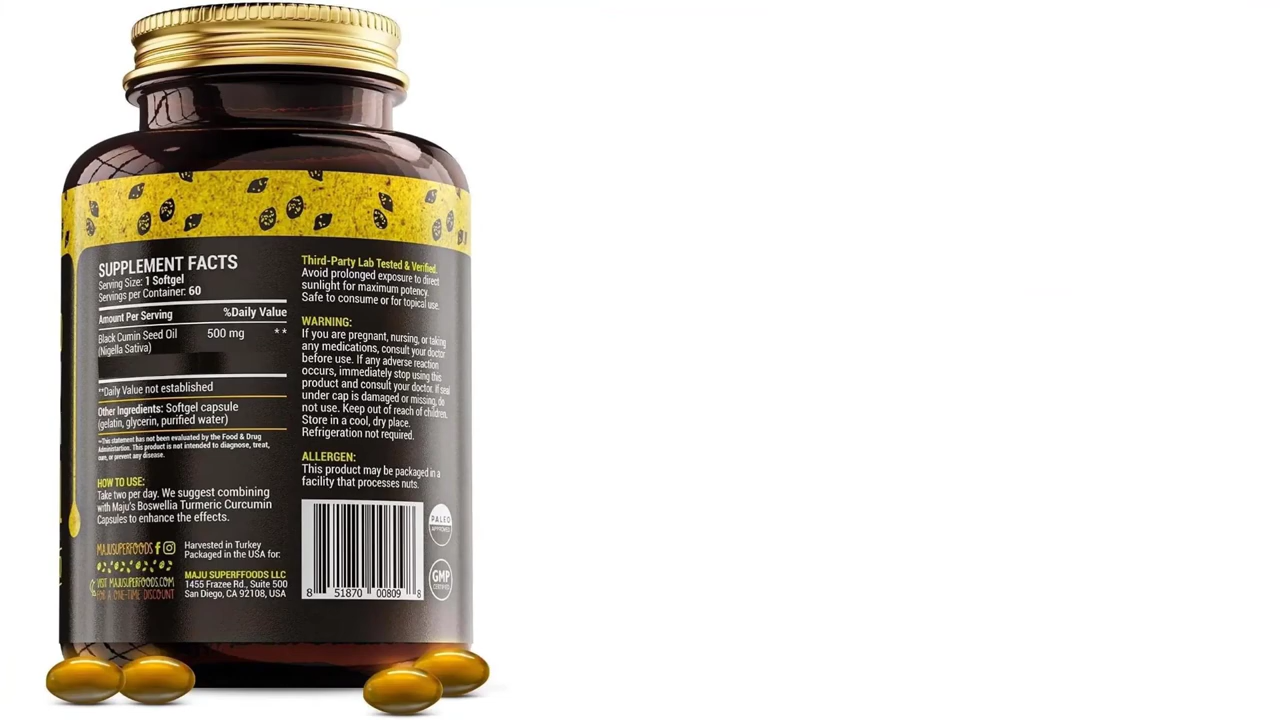 SUPPLEMENT FACTS
Serving Size: 1 Softgel
Servings per Container: 60
Amount Per Serving %Daily Value
Black Cumin Seed Oil 500 mg **
(Nigella Sativa)
**Daily Value not established
Other Ingredients: Softgel capsule
(gelatin, glycerin, purified water)
~This statement has not been evaluated by the Food & Drug
Administartion. This product is not intended to diagnose, treat,
cure, or prevent any disease.
HOW TO USE:
Take two per day. We suggest combining
with Maju's Boswellia Turmeric Curcumin
Capsules to enhance the effects.
MAJUSUPERFOODS
VISIT MAJUSUPERFOODS.COM
FOR A ONE-TIME DISCOUNT
Harvested in Turkey
Packaged in the USA for:
MAJU SUPERFFOODS LLC
1455 Frazee Rd., Suite 500
San Diego, CA 92108, USA
Third-Party Lab Tested & Verified.
Avoid prolonged exposure to direct
sunlight for maximum potency.
Safe to consume or for topical use.
WARNING:
If you are pregnant, nursing, or taking
any medications, consult your doctor
before use. If any adverse reaction
occurs, immediately stop using this
product and consult your doctor. If seal
under cap is damaged or missing, do
not use. Keep out of reach of children.
Store in a cool, dry place.
Refrigeration not required.
ALLERGEN:
This product may be packaged in a
facility that processes nuts.
8 51870 00809 8
PALEO
APPROVED
GMP
CERTIFIED